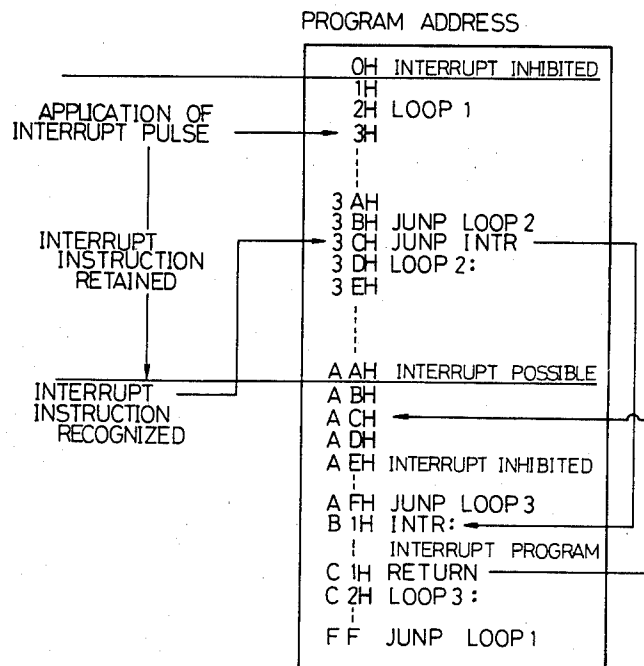 PROGRAM ADDRESS
0H INTERRUPT INHIBITED
1H
2H LOOP 1
3H
APPLICATION OF
INTERRUPT PULSE
3 AH
3 BH JUNP LOOP 2
3 CH JUNP INTR
3 DH LOOP 2:
3 EH
INTERRUPT
INSTRUCTION
RETAINED
A AH INTERRUPT POSSIBLE
A BH
A CH
A DH
A EH INTERRUPT INHIBITED
INTERRUPT
INSTRUCTION
RECOGNIZED
A FH JUNP LOOP 3
B 1H INTR:
INTERRUPT PROGRAM
C 1H RETURN
C 2H LOOP 3:
F F JUNP LOOP 1